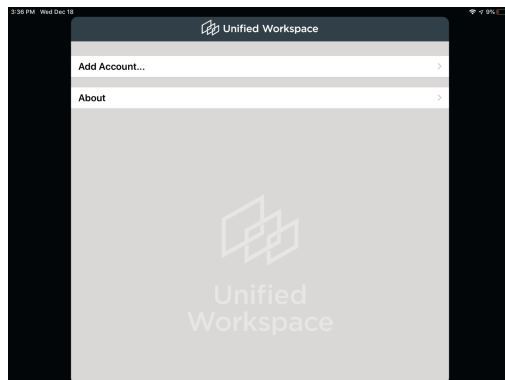 3:36 PM Wed Dec 18
9%
Unified Workspace
Add Account...
About
Unified
Workspace